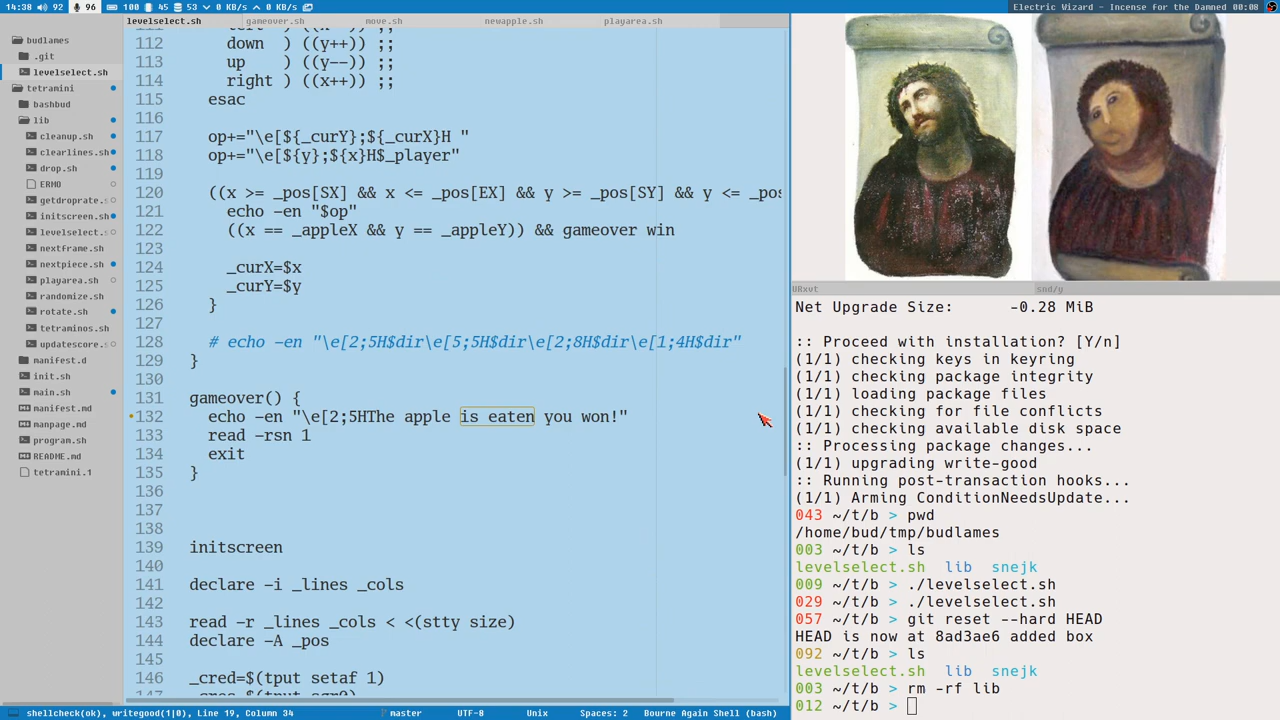 14:38 92 96 100 45 53 0 KB/s 0 KB/s
Electric Wizard - Incense for the Damned 00:08
budlames
.git
levelselect.sh
tetramini
bashbud
lib
cleanup.sh
clearlines.sh
drop.sh
ERMO
getdroprate.s
initscreen.sh
levelselect.s
nextframe.sh
nextpiece.sh
playarea.sh
randomize.sh
rotate.sh
tetraminos.sh
updatescore.s
manifest.d
init.sh
main.sh
manifest.md
manpage.md
program.sh
README.md
tetramini.1
levelselect.sh gameover.sh move.sh newapple.sh playarea.sh
112 down ) ((y++)) ;;
113 up ) ((y--)) ;;
114 right ) ((x++)) ;;
115 esac
116
117 op+="\e[${_curY};${_curX}H "
118 op+="\e[${y};${x}H$_player"
119
120 ((x >= _pos[SX] && x <= _pos[EX] && y >= _pos[SY] && y <= _pos
121 echo -en "$op"
122 ((x == _appleX && y == _appleY)) && gameover win
123
124 _curX=$x
125 _curY=$y
126 }
127
128 # echo -en "\e[2;5H$dir\e[5;5H$dir\e[2;8H$dir\e[1;4H$dir"
129 }
130
131 gameover() {
132 echo -en "\e[2;5HThe apple is eaten you won!"
133 read -rsn 1
134 exit
135 }
136
137
138
139 initscreen
140
141 declare -i _lines _cols
142
143 read -r _lines _cols < <(stty size)
144 declare -A _pos
145
146 _cred=$(tput setaf 1)
shellcheck(ok), writegood(1|0), Line 19, Column 34 master UTF-8 Unix Spaces: 2 Bourne Again Shell (bash)
URxvt snd/y
Net Upgrade Size: -0.28 MiB
:: Proceed with installation? [Y/n]
(1/1) checking keys in keyring
(1/1) checking package integrity
(1/1) loading package files
(1/1) checking for file conflicts
(1/1) checking available disk space
:: Processing package changes...
(1/1) upgrading write-good
:: Running post-transaction hooks...
(1/1) Arming ConditionNeedsUpdate...
043 ~/t/b > pwd
/home/bud/tmp/budlames
003 ~/t/b > ls
levelselect.sh lib snejk
009 ~/t/b > ./levelselect.sh
029 ~/t/b > ./levelselect.sh
057 ~/t/b > git reset --hard HEAD
HEAD is now at 8ad3ae6 added box
092 ~/t/b > ls
levelselect.sh lib snejk
003 ~/t/b > rm -rf lib
012 ~/t/b >